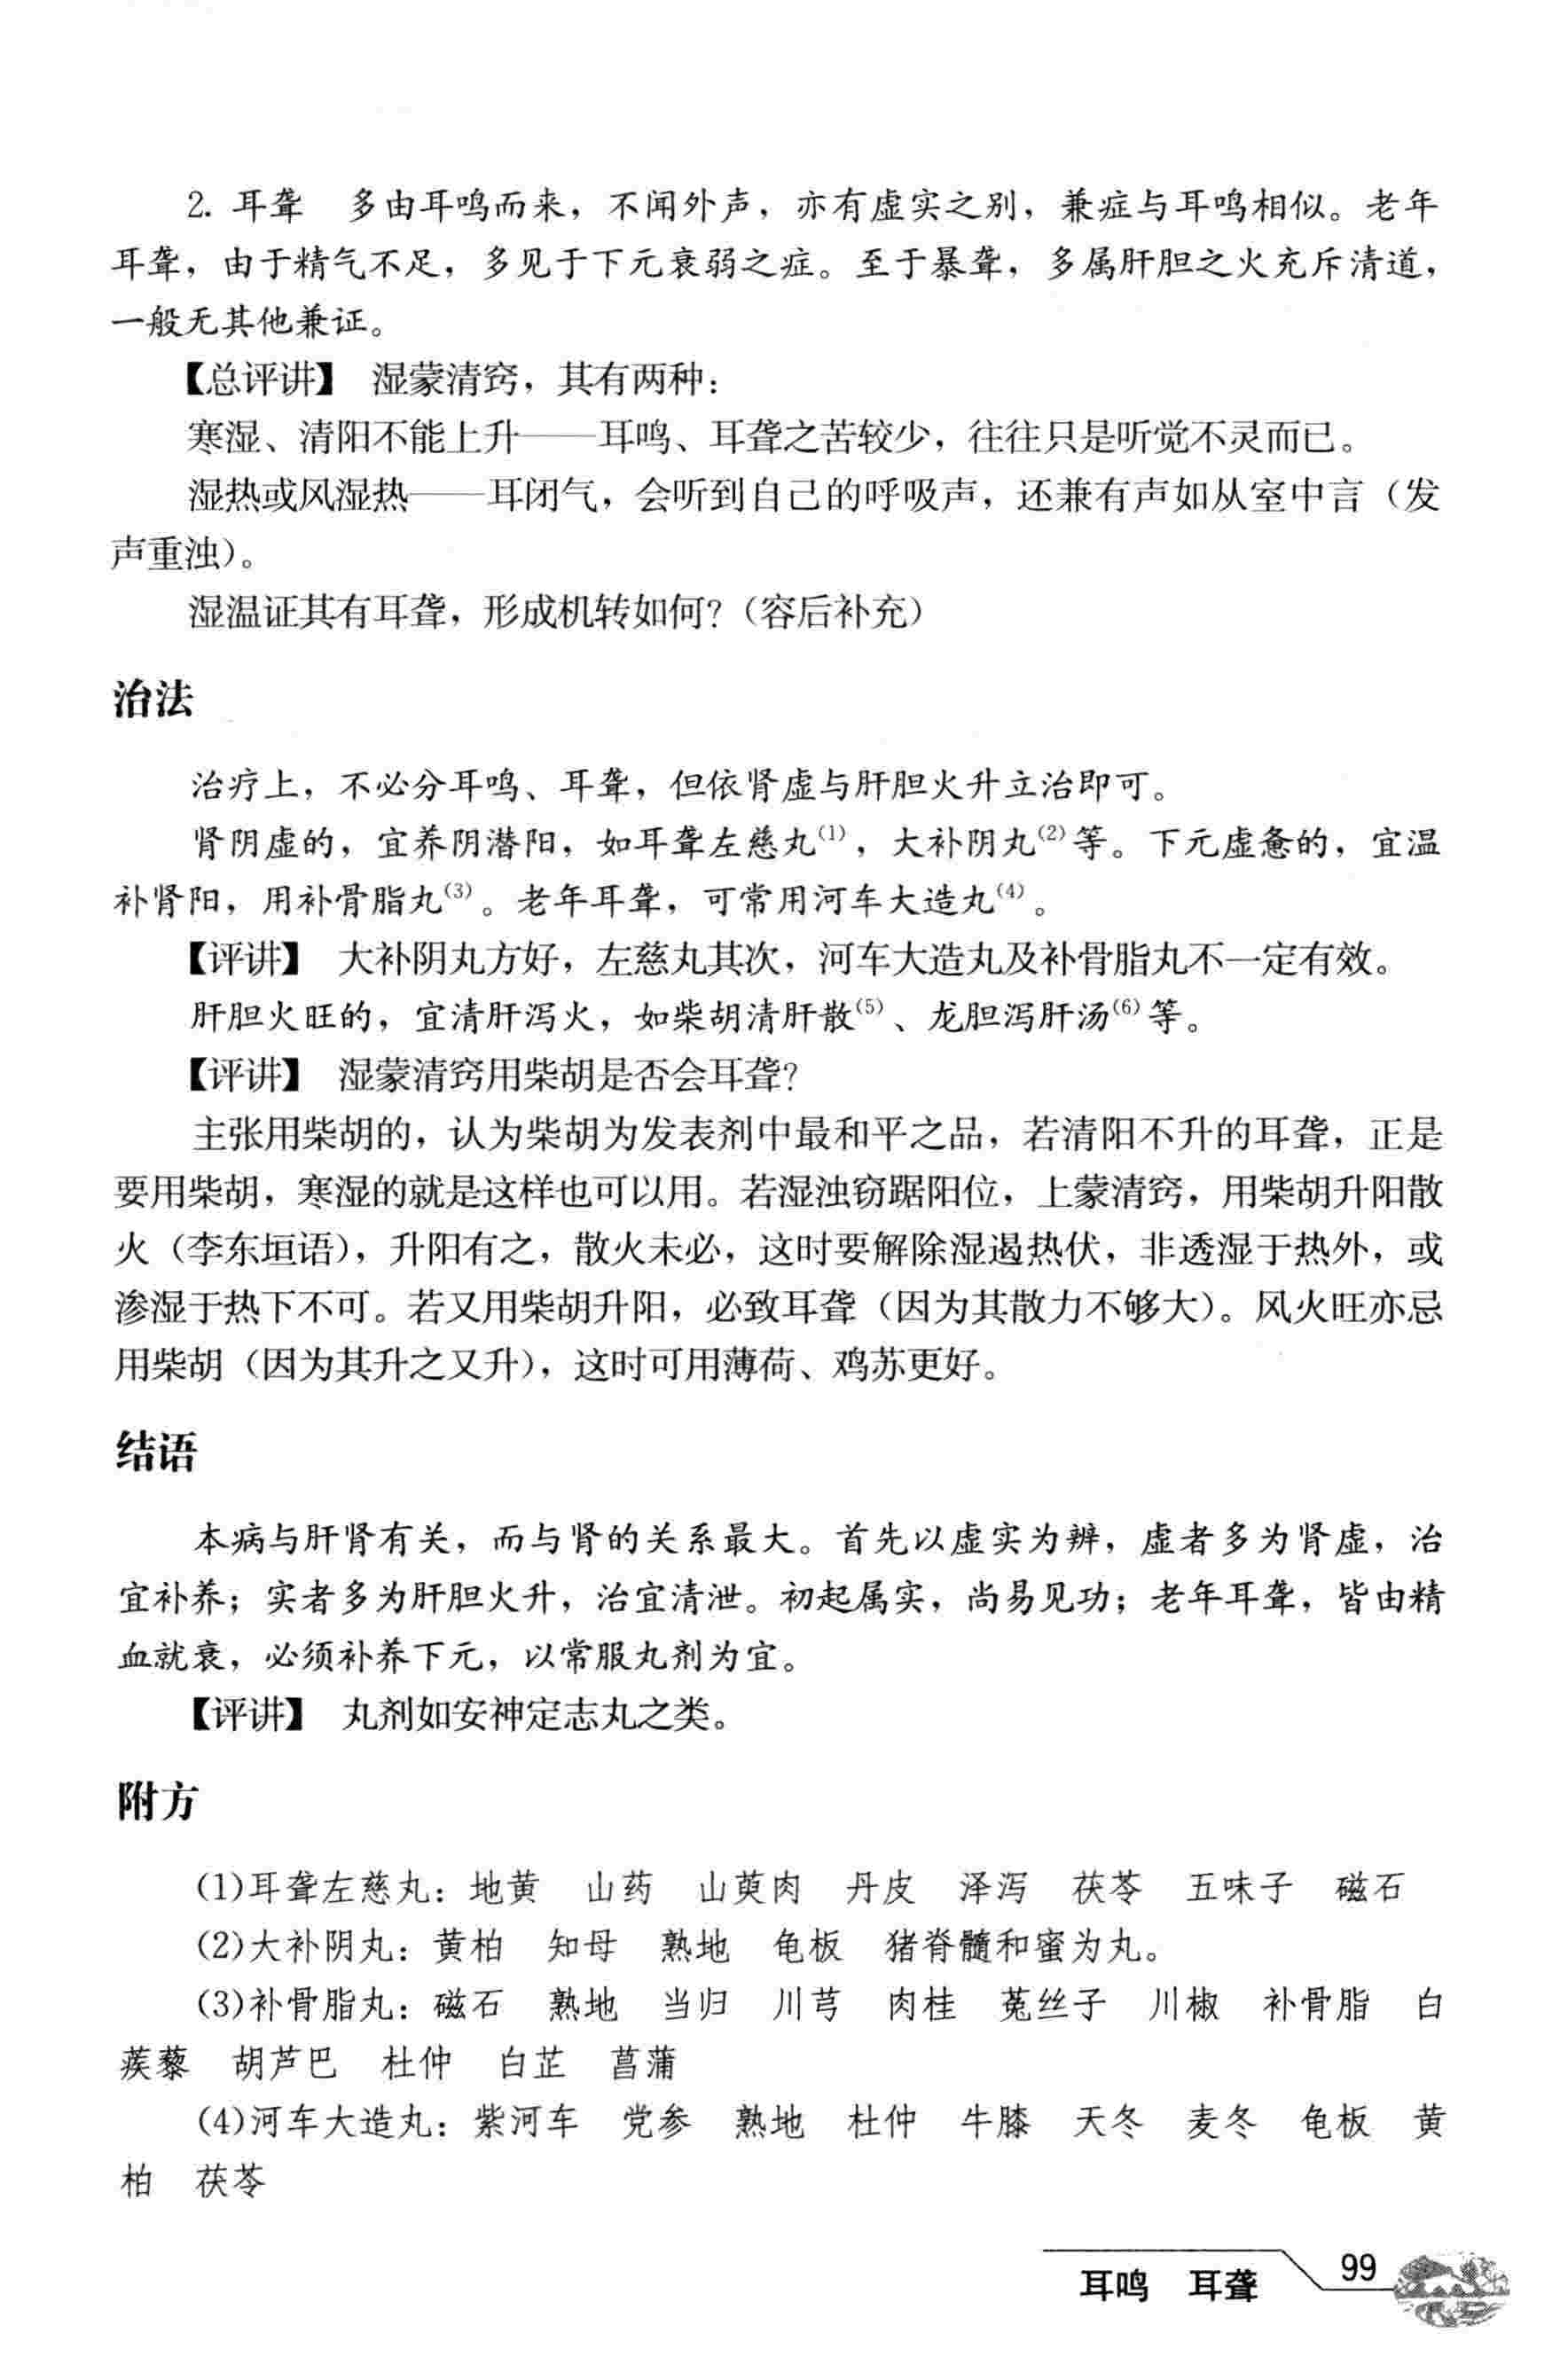 2. 耳聋　多由耳鸣而来，不闻外声，亦有虚实之别，兼症与耳鸣相似。老年
耳聋，由于精气不足，多见于下元衰弱之症。至于暴聋，多属肝胆之火充斥清道，
一般无其他兼证。
【总评讲】　湿蒙清窍，其有两种：
寒湿、清阳不能上升——耳鸣、耳聋之苦较少，往往只是听觉不灵而已。
湿热或风湿热——耳闭气，会听到自己的呼吸声，还兼有声如从室中言（发
声重浊）。
湿温证其有耳聋，形成机转如何？（容后补充）
治法
治疗上，不必分耳鸣、耳聋，但依肾虚与肝胆火升立治即可。
肾阴虚的，宜养阴潜阳，如耳聋左慈丸⁽¹⁾，大补阴丸⁽²⁾等。下元虚惫的，宜温
补肾阳，用补骨脂丸⁽³⁾。老年耳聋，可常用河车大造丸⁽⁴⁾。
【评讲】　大补阴丸方好，左慈丸其次，河车大造丸及补骨脂丸不一定有效。
肝胆火旺的，宜清肝泻火，如柴胡清肝散⁽⁵⁾、龙胆泻肝汤⁽⁶⁾等。
【评讲】　湿蒙清窍用柴胡是否会耳聋？
主张用柴胡的，认为柴胡为发表剂中最和平之品，若清阳不升的耳聋，正是
要用柴胡，寒湿的就是这样也可以用。若湿浊窃踞阳位，上蒙清窍，用柴胡升阳散
火（李东垣语），升阳有之，散火未必，这时要解除湿遏热伏，非透湿于热外，或
渗湿于热下不可。若又用柴胡升阳，必致耳聋（因为其散力不够大）。风火旺亦忌
用柴胡（因为其升之又升），这时可用薄荷、鸡苏更好。
结语
本病与肝肾有关，而与肾的关系最大。首先以虚实为辨，虚者多为肾虚，治
宜补养；实者多为肝胆火升，治宜清泄。初起属实，尚易见功；老年耳聋，皆由精
血就衰，必须补养下元，以常服丸剂为宜。
【评讲】　丸剂如安神定志丸之类。
附方
(1)耳聋左慈丸：地黄　山药　山萸肉　丹皮　泽泻　茯苓　五味子　磁石
(2)大补阴丸：黄柏　知母　熟地　龟板　猪脊髓和蜜为丸。
(3)补骨脂丸：磁石　熟地　当归　川芎　肉桂　菟丝子　川椒　补骨脂　白
蒺藜　胡芦巴　杜仲　白芷　菖蒲
(4)河车大造丸：紫河车　党参　熟地　杜仲　牛膝　天冬　麦冬　龟板　黄
柏　茯苓
耳鸣　耳聋　99